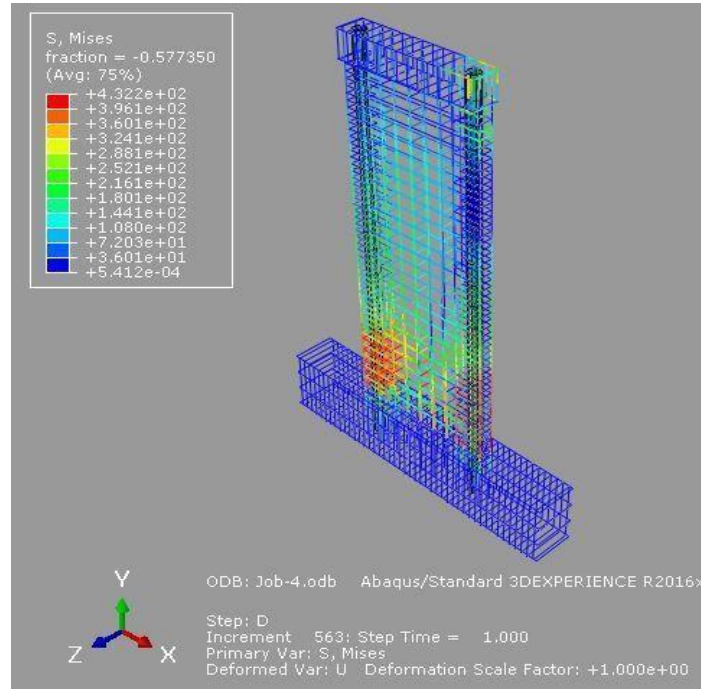 S, Mises
fraction = -0.577350
(Avg: 75%)
+4.322e+02
+3.961e+02
+3.601e+02
+3.241e+02
+2.881e+02
+2.521e+02
+2.161e+02
+1.801e+02
+1.441e+02
+1.080e+02
+7.203e+01
+3.601e+01
+5.412e-04
Y
Z
X
ODB: Job-4.odb Abaqus/Standard 3DEXPERIENCE R2016x
Step: D
Increment 563: Step Time = 1.000
Primary Var: S, Mises
Deformed Var: U Deformation Scale Factor: +1.000e+00